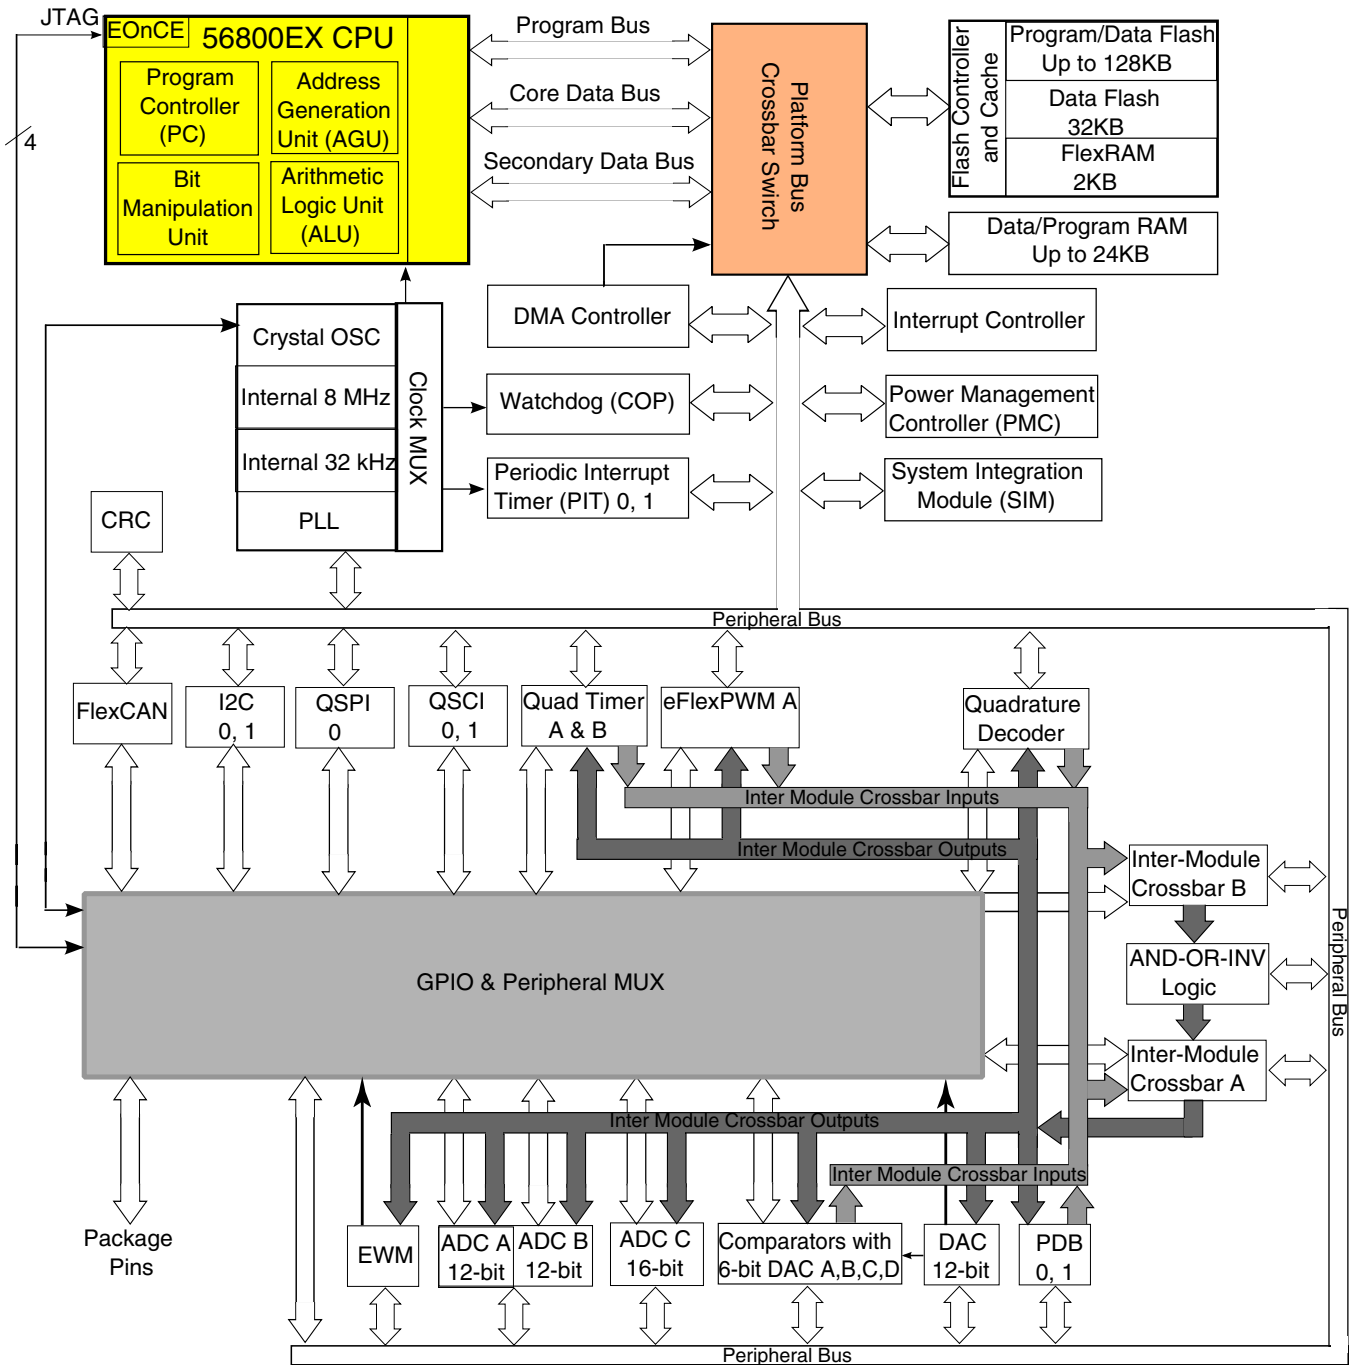 JTAG
EOnCE
56800EX CPU
Program Bus
Program/Data Flash
Up to 128KB
Program
Controller
(PC)
Address
Generation
Unit (AGU)
4
Core Data Bus
Platform Bus
Crossbar Swirch
Flash Controller
and Cache
Data Flash
32KB
FlexRAM
2KB
Secondary Data Bus
Bit
Manipulation
Unit
Arithmetic
Logic Unit
(ALU)
Data/Program RAM
Up to 24KB
Crystal OSC
Internal 8 MHz
Internal 32 kHz
PLL
Clock MUX
DMA Controller
Interrupt Controller
Watchdog (COP)
Power Management
Controller (PMC)
Periodic Interrupt
Timer (PIT) 0, 1
System Integration
Module (SIM)
CRC
Peripheral Bus
FlexCAN
I2C
0, 1
QSPI
0
QSCI
0, 1
Quad Timer
A & B
eFlexPWM A
Quadrature
Decoder
Inter Module Crossbar Inputs
Inter Module Crossbar Outputs
Inter-Module
Crossbar B
Peripheral Bus
GPIO & Peripheral MUX
AND-OR-INV
Logic
Inter-Module
Crossbar A
Inter Module Crossbar Outputs
Inter Module Crossbar Inputs
Package
Pins
EWM
ADC A
12-bit
ADC B
12-bit
ADC C
16-bit
Comparators with
6-bit DAC A,B,C,D
DAC
12-bit
PDB
0, 1
Peripheral Bus